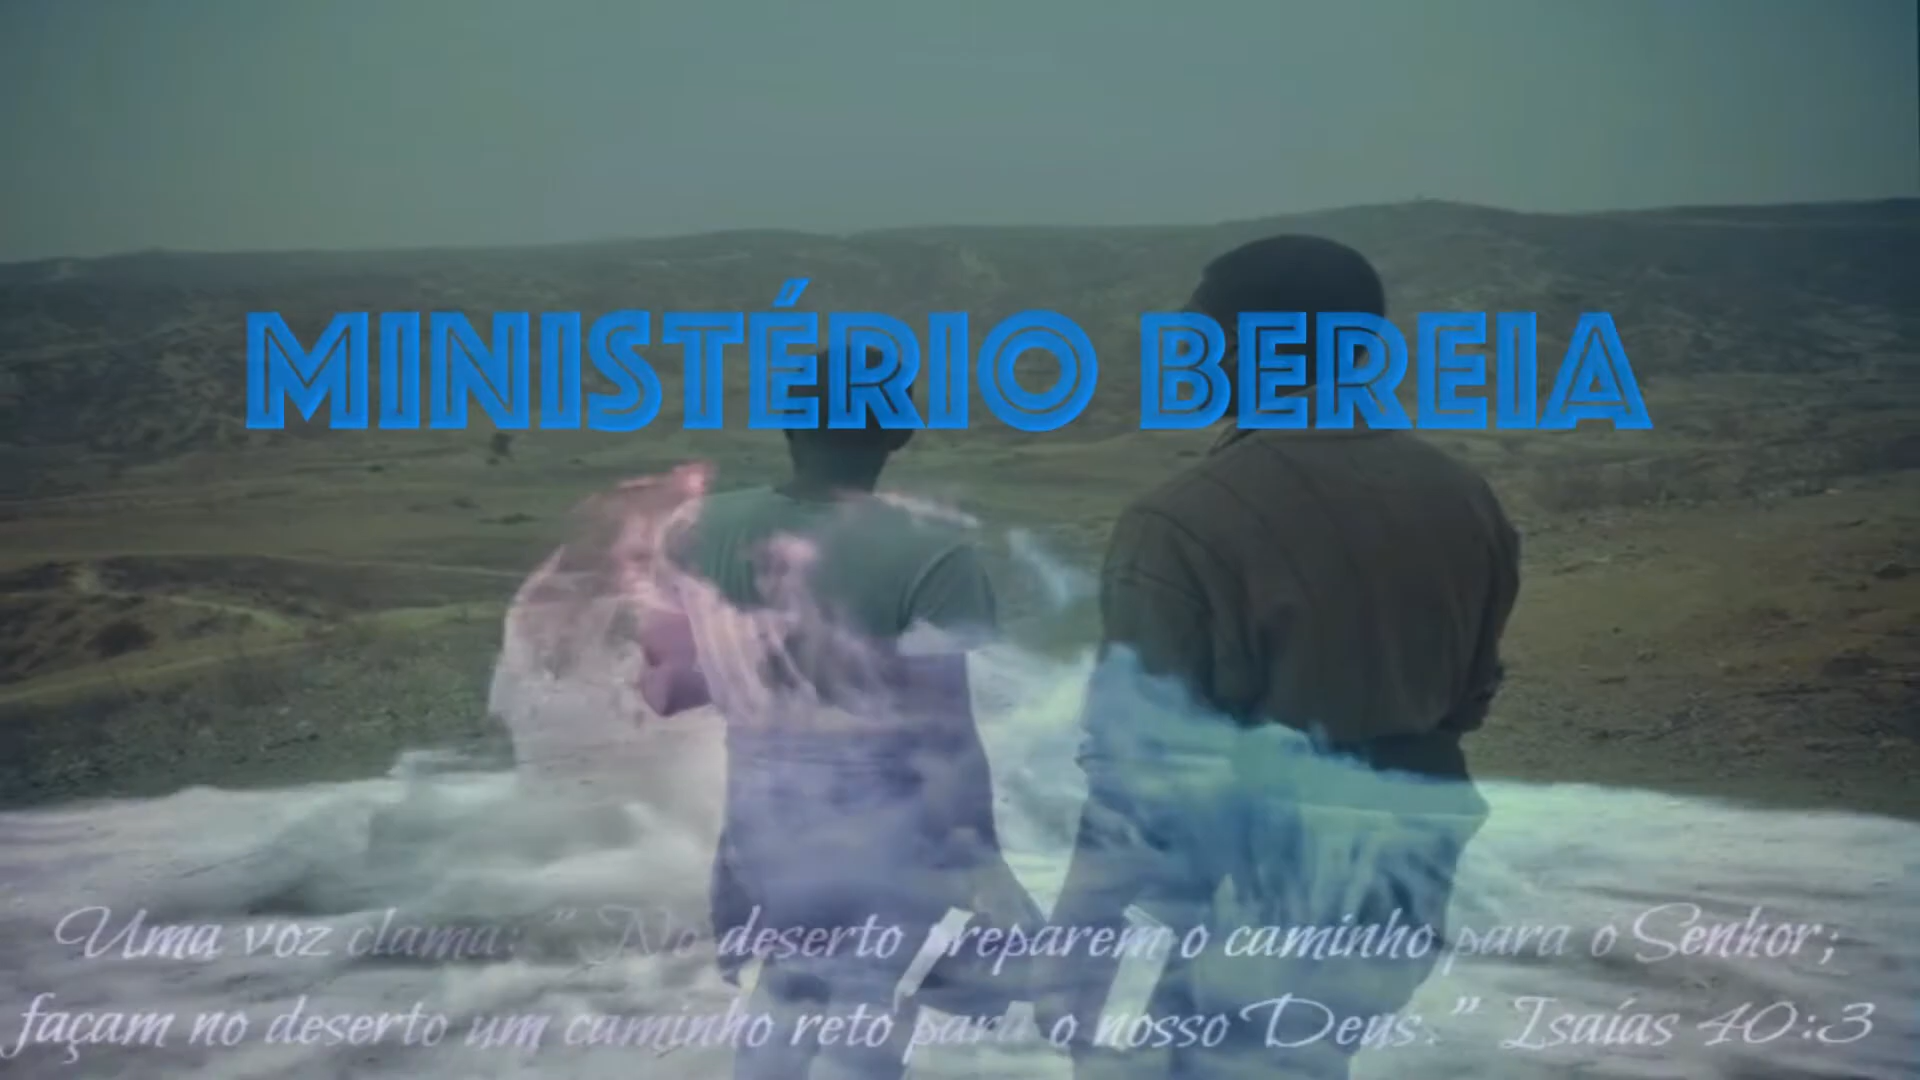 MINISTÉRIO BEREIA
Uma voz clama: " No deserto preparem o caminho para o Senhor;
façam no deserto um caminho reto para o nosso Deus." Isaías 40:3